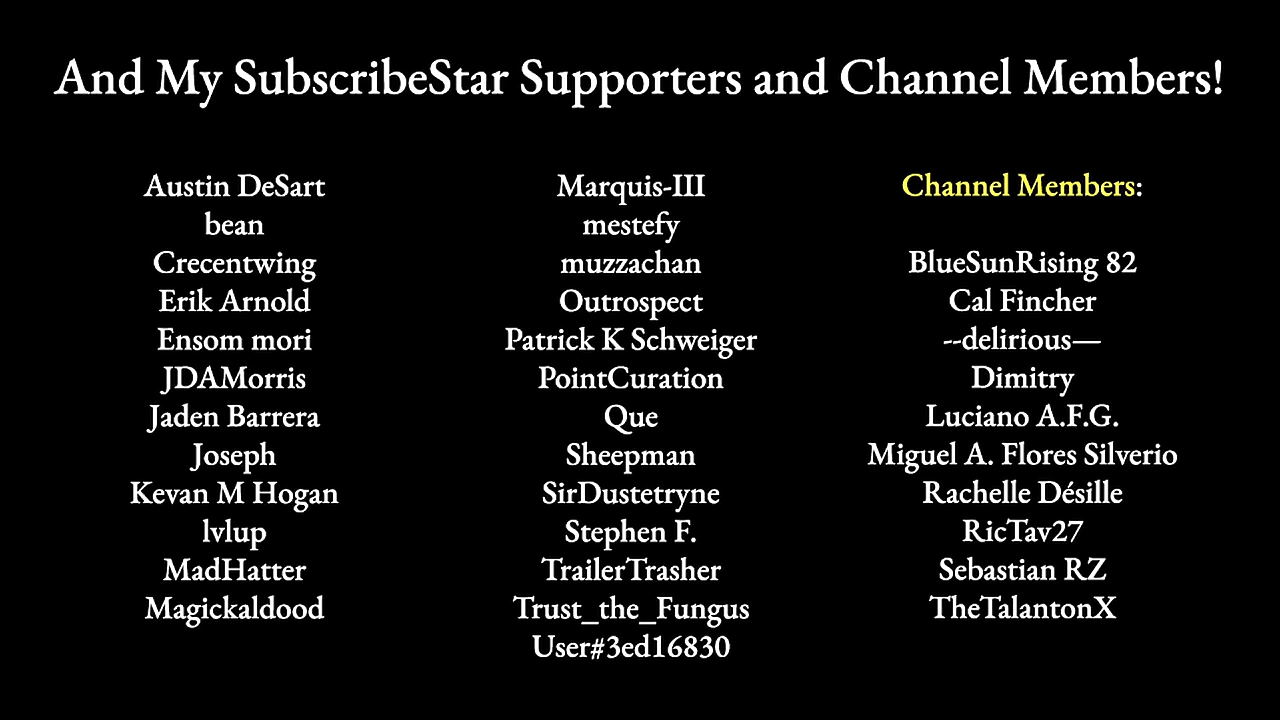 And My SubscribeStar Supporters and Channel Members!
Austin DeSart
bean
Crecentwing
Erik Arnold
Ensom mori
JDAMorris
Jaden Barrera
Joseph
Kevan M Hogan
lvlup
MadHatter
Magickaldood
Marquis-III
mestefy
muzzachan
Outrospect
Patrick K Schweiger
PointCuration
Que
Sheepman
SirDustetryne
Stephen F.
TrailerTrasher
Trust_the_Fungus
User#3ed16830
Channel Members:
BlueSunRising 82
Cal Fincher
--delirious—
Dimitry
Luciano A.F.G.
Miguel A. Flores Silverio
Rachelle Désille
RicTav27
Sebastian RZ
TheTalantonX